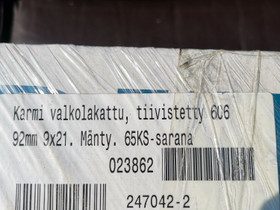 Karmi valkolakattu, tiivistetty 606
92mm 9x21. Mänty. 65KS-sarana
023862
247042-2